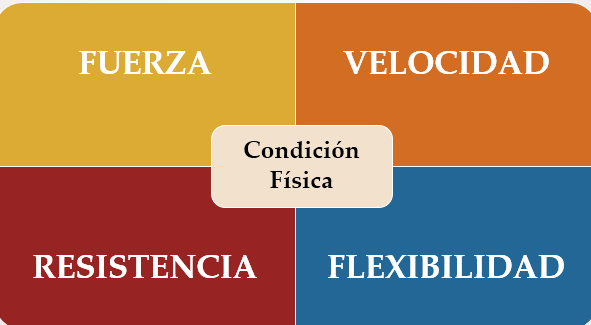 FUERZA
VELOCIDAD
Condición
Física
RESISTENCIA
FLEXIBILIDAD